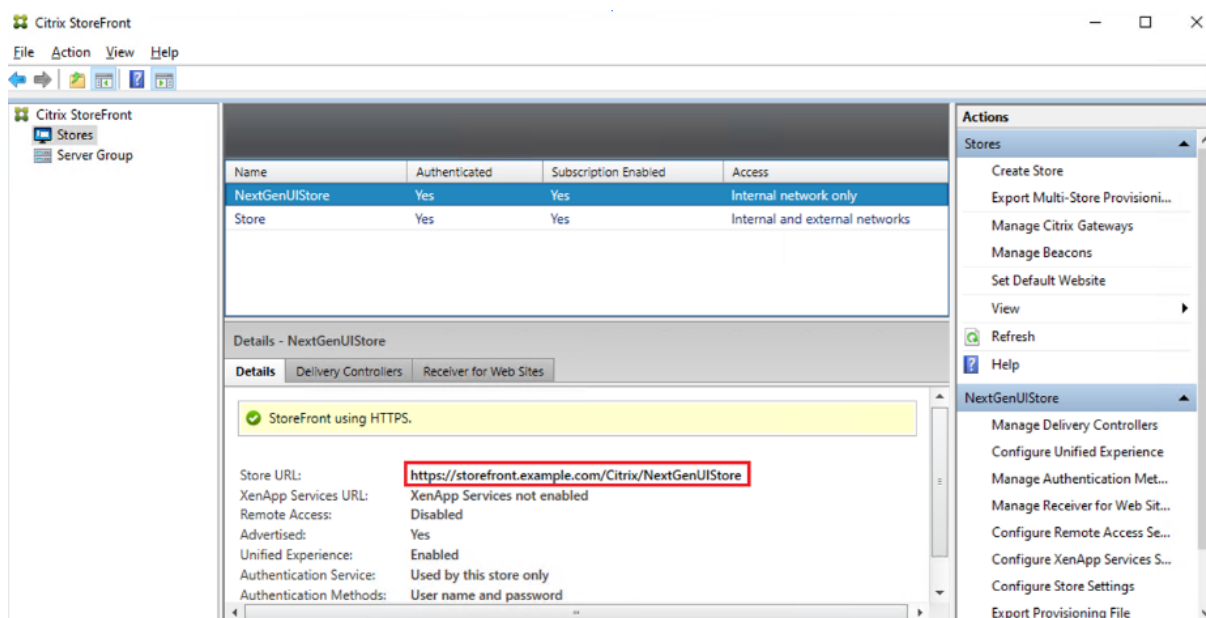 Citrix StoreFront
File Action View Help
Citrix StoreFront
Stores
Server Group
Name Authenticated Subscription Enabled Access
NextGenUIStore Yes Yes Internal network only
Store Yes Yes Internal and external networks
Details - NextGenUIStore
Details Delivery Controllers Receiver for Web Sites
StoreFront using HTTPS.
Store URL: https://storefront.example.com/Citrix/NextGenUIStore
XenApp Services URL: XenApp Services not enabled
Remote Access: Disabled
Advertised: Yes
Unified Experience: Enabled
Authentication Service: Used by this store only
Authentication Methods: User name and password
Actions
Stores
Create Store
Export Multi-Store Provisioni...
Manage Citrix Gateways
Manage Beacons
Set Default Website
View
Refresh
Help
NextGenUIStore
Manage Delivery Controllers
Configure Unified Experience
Manage Authentication Met...
Manage Receiver for Web Sit...
Configure Remote Access Se...
Configure XenApp Services S...
Configure Store Settings
Export Provisioning File